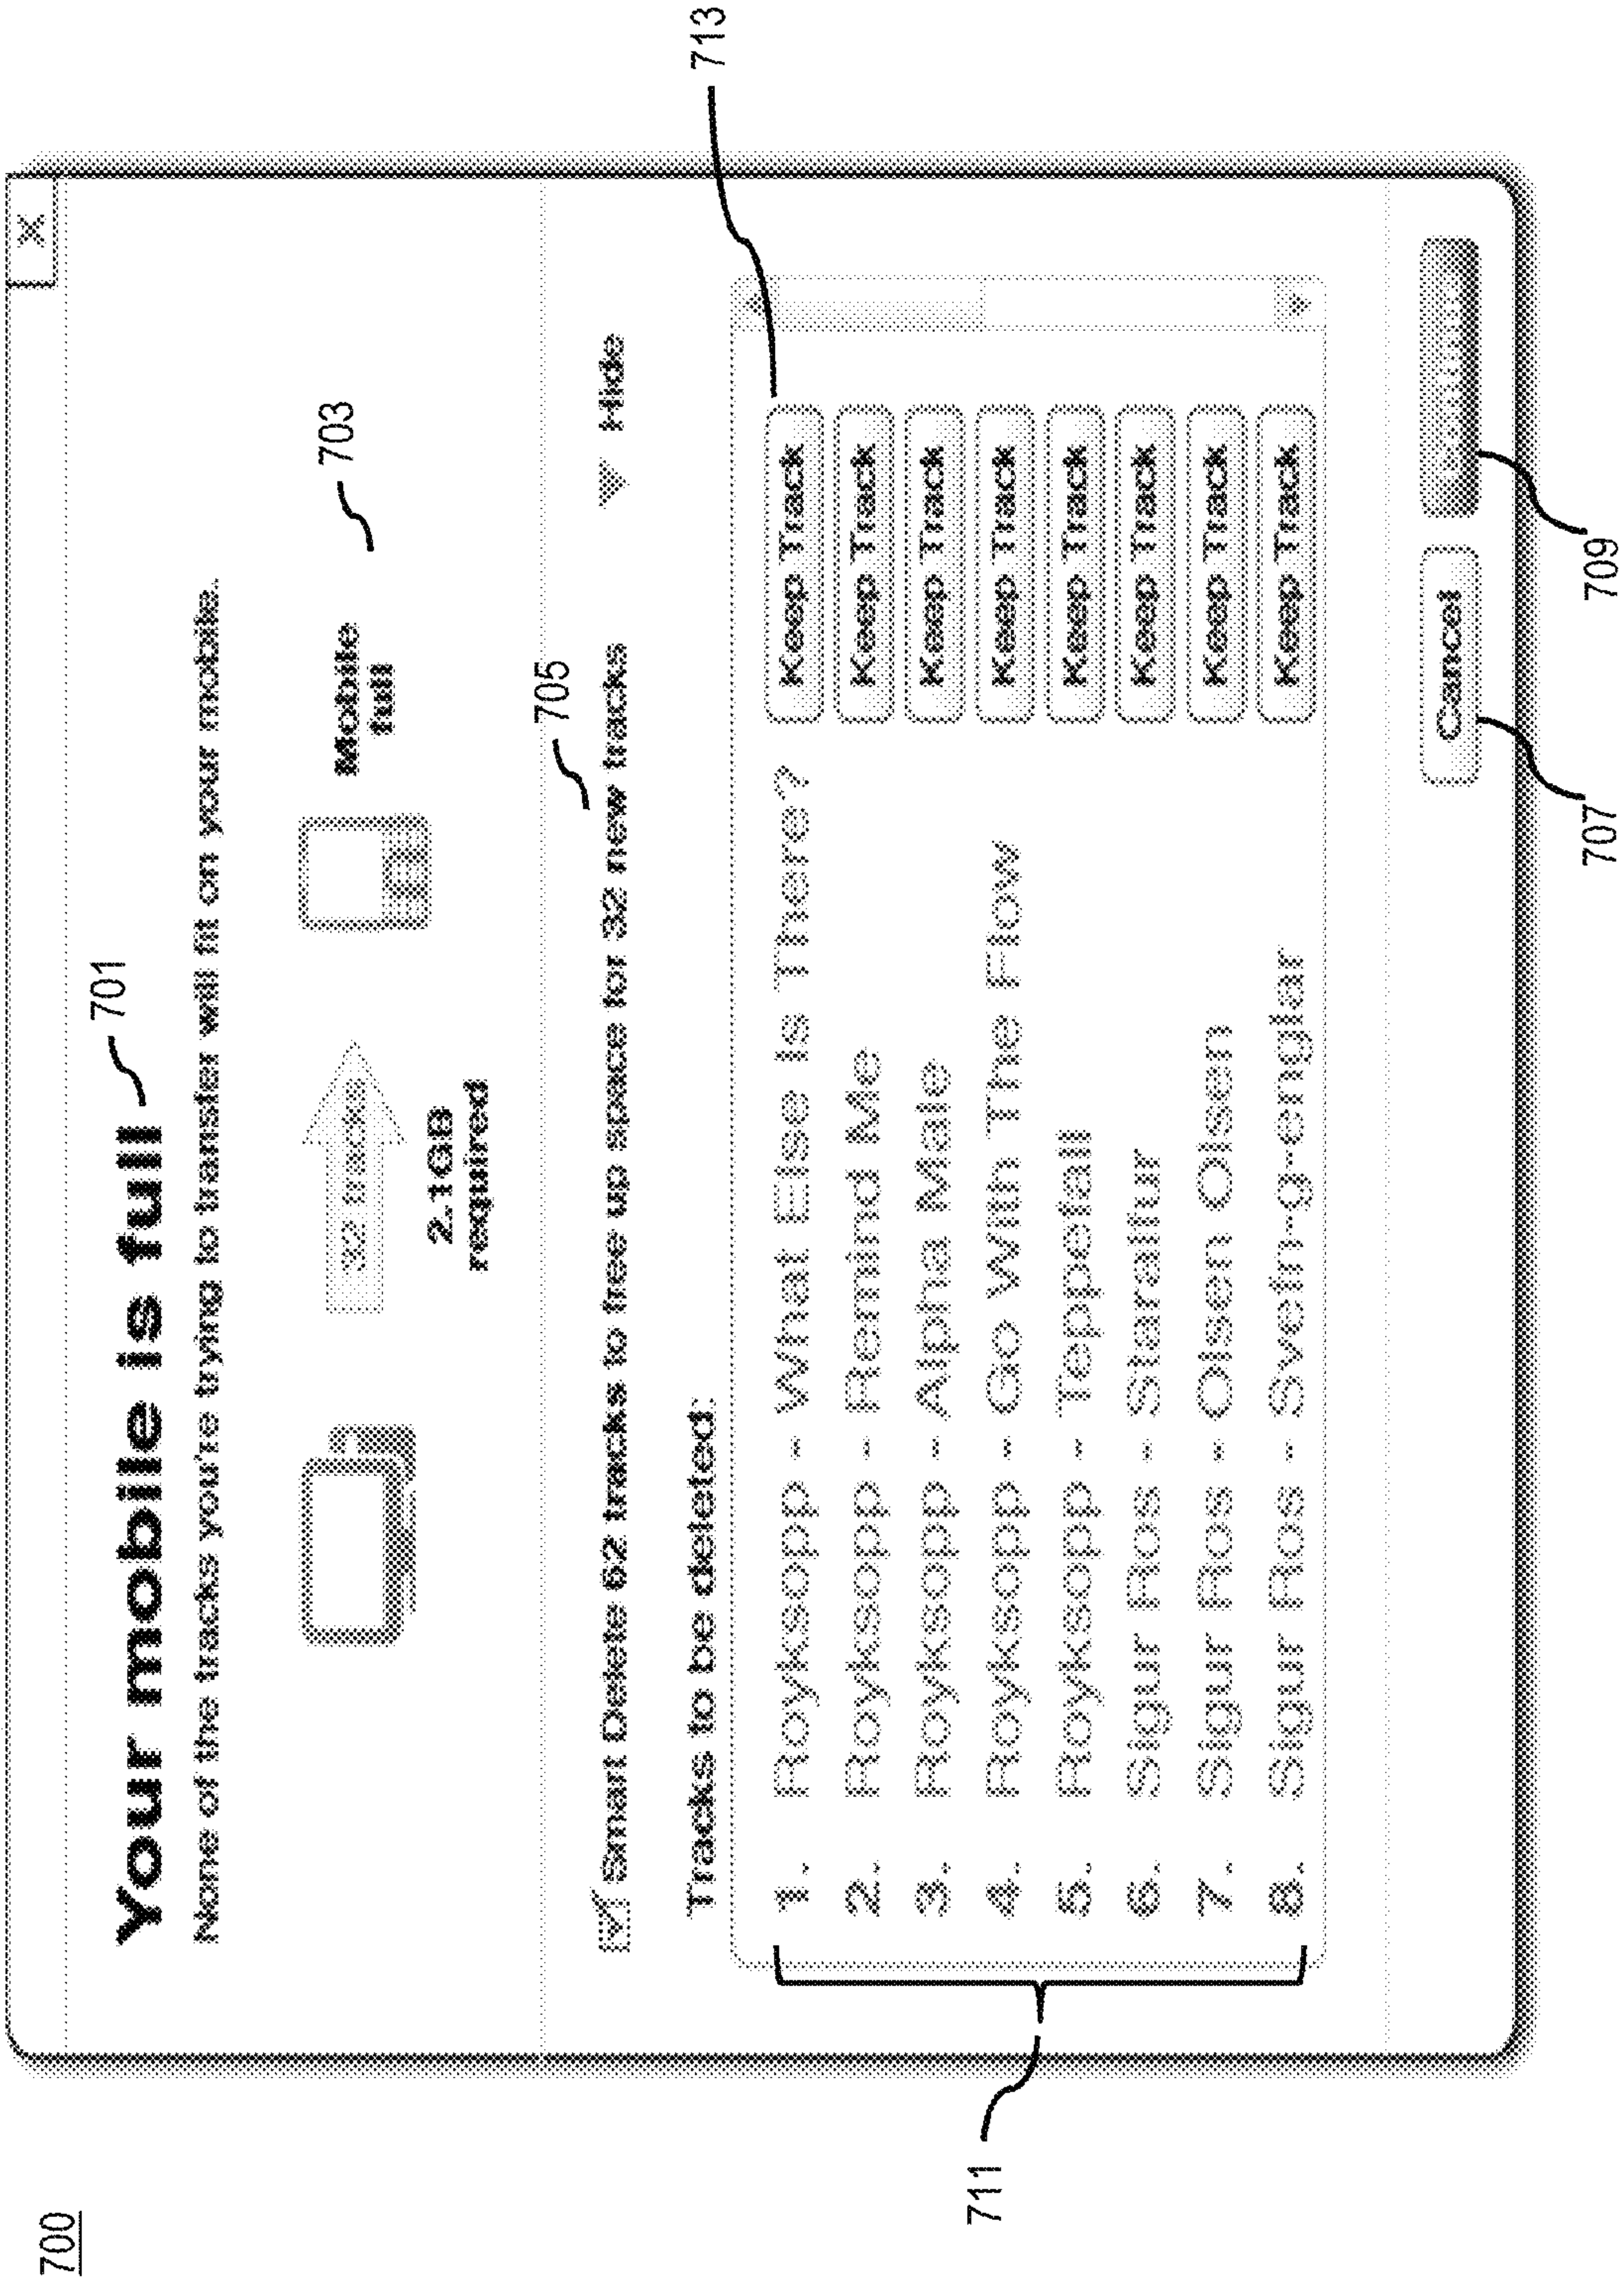 700
X
Your mobile is full
701
None of the tracks you're trying to transfer will fit on your mobile.
32 tracks
2.1GB
required
Mobile
full
703
705
Smart Delete 62 tracks to free up space for 32 new tracks
Hide
Tracks to be deleted:
713
711
1. Royksopp - What Else Is There? Keep Track
2. Royksopp - Remind Me Keep Track
3. Royksopp - Alpha Male Keep Track
4. Royksopp - Go With The Flow Keep Track
5. Royksopp - Teppefall Keep Track
6. Sigur Ros - Staralfur Keep Track
7. Sigur Ros - Olsen Olsen Keep Track
8. Sigur Ros - Svefn-g-englar Keep Track
Cancel
707
709